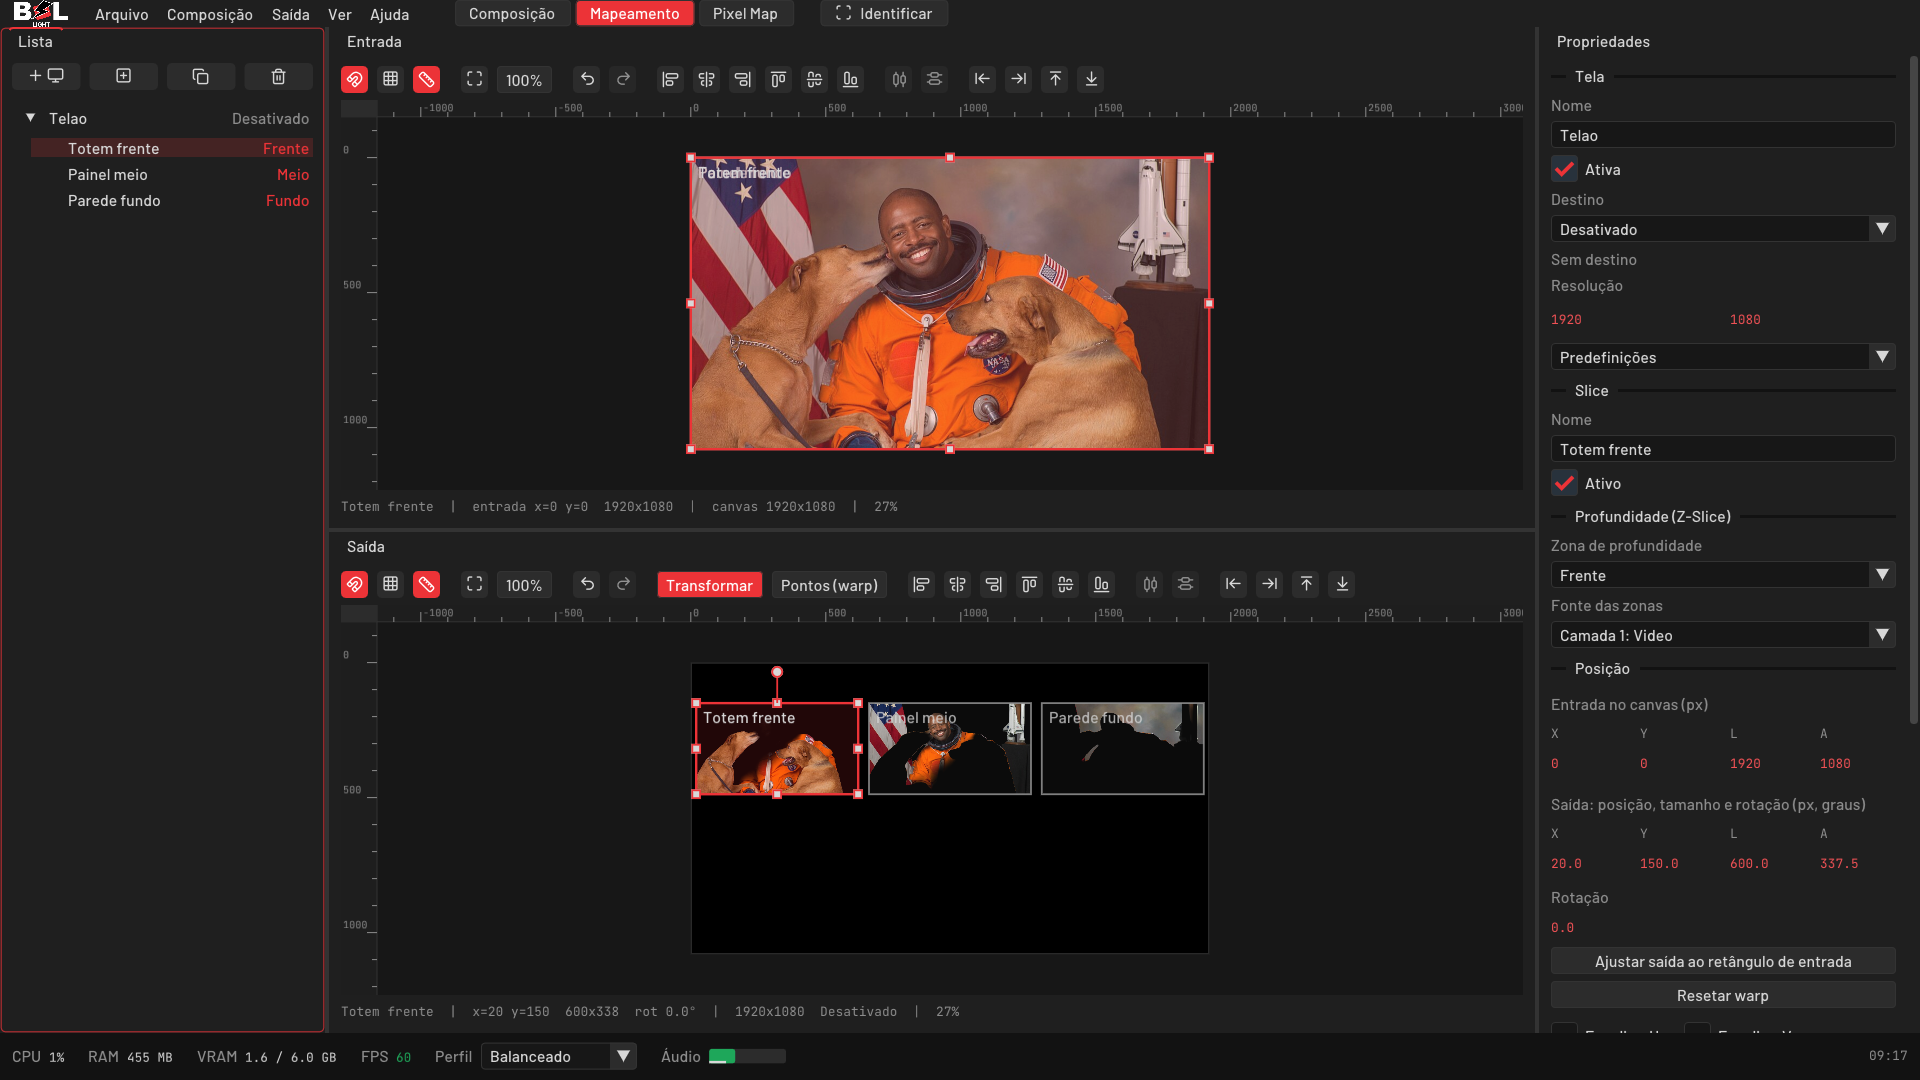 BOL LIGHT
Arquivo Composição Saída Ver Ajuda Composição Mapeamento Pixel Map Identificar
Lista
Telao Desativado
Totem frente Frente
Painel meio Meio
Parede fundo Fundo
Entrada
100%
-1000 -500 0 500 1000 1500 2000 2500 3000
0
500
1000
NASA
Totem frente | entrada x=0 y=0 1920x1080 | canvas 1920x1080 | 27%
Saída
100% Transformar Pontos (warp)
-1000 -500 0 500 1000 1500 2000 2500 3000
0
500
1000
Totem frente Painel meio Parede fundo
Totem frente | x=20 y=150 600x338 rot 0.0° | 1920x1080 Desativado | 27%
Propriedades
Tela
Nome
Telao
Ativa
Destino
Desativado
Sem destino
Resolução
1920 1080
Predefinições
Slice
Nome
Totem frente
Ativo
Profundidade (Z-Slice)
Zona de profundidade
Frente
Fonte das zonas
Camada 1: Video
Posição
Entrada no canvas (px)
X Y L A
0 0 1920 1080
Saída: posição, tamanho e rotação (px, graus)
X Y L A
20.0 150.0 600.0 337.5
Rotação
0.0
Ajustar saída ao retângulo de entrada
Resetar warp
CPU 1% RAM 455 MB VRAM 1.6 / 6.0 GB FPS 60 Perfil Balanceado Áudio 09:17